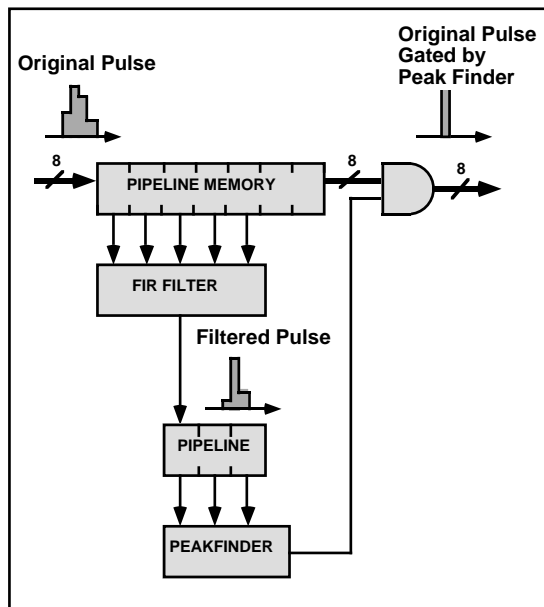 Original Pulse
Original Pulse
Gated by
Peak Finder
8
PIPELINE MEMORY
8
8
FIR FILTER
Filtered Pulse
PIPELINE
PEAKFINDER